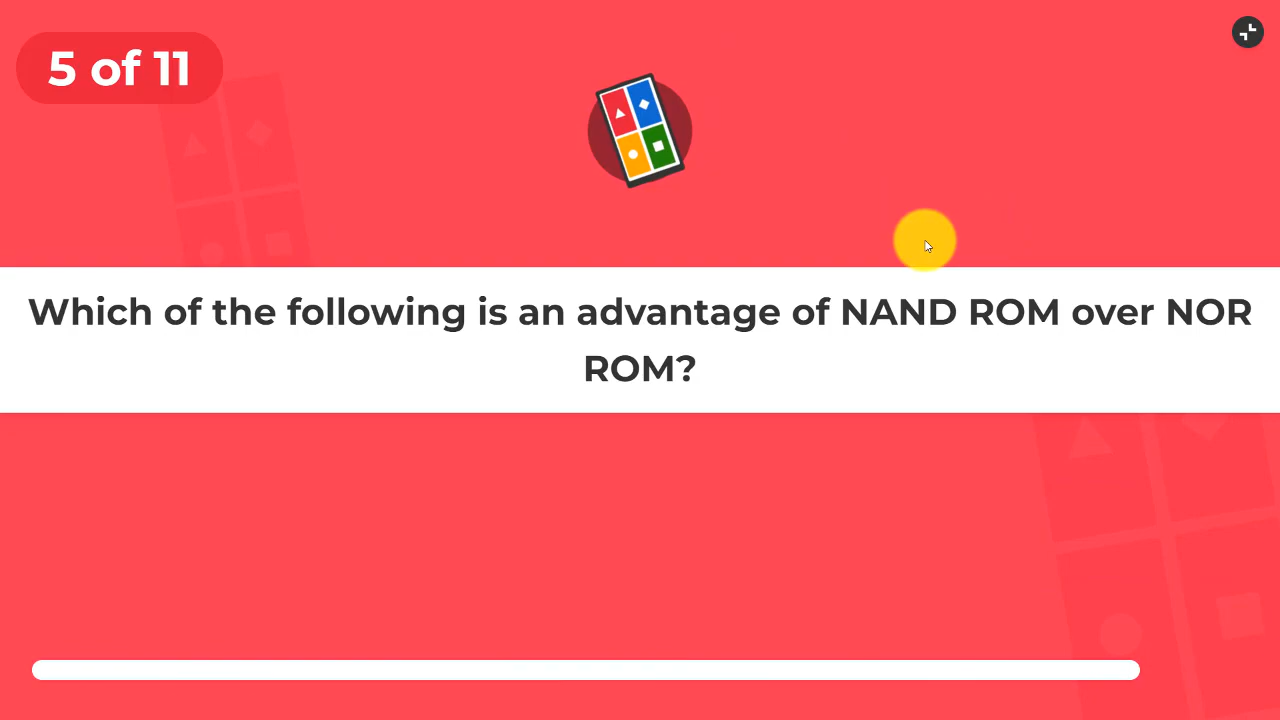 5 of 11
Which of the following is an advantage of NAND ROM over NOR
ROM?